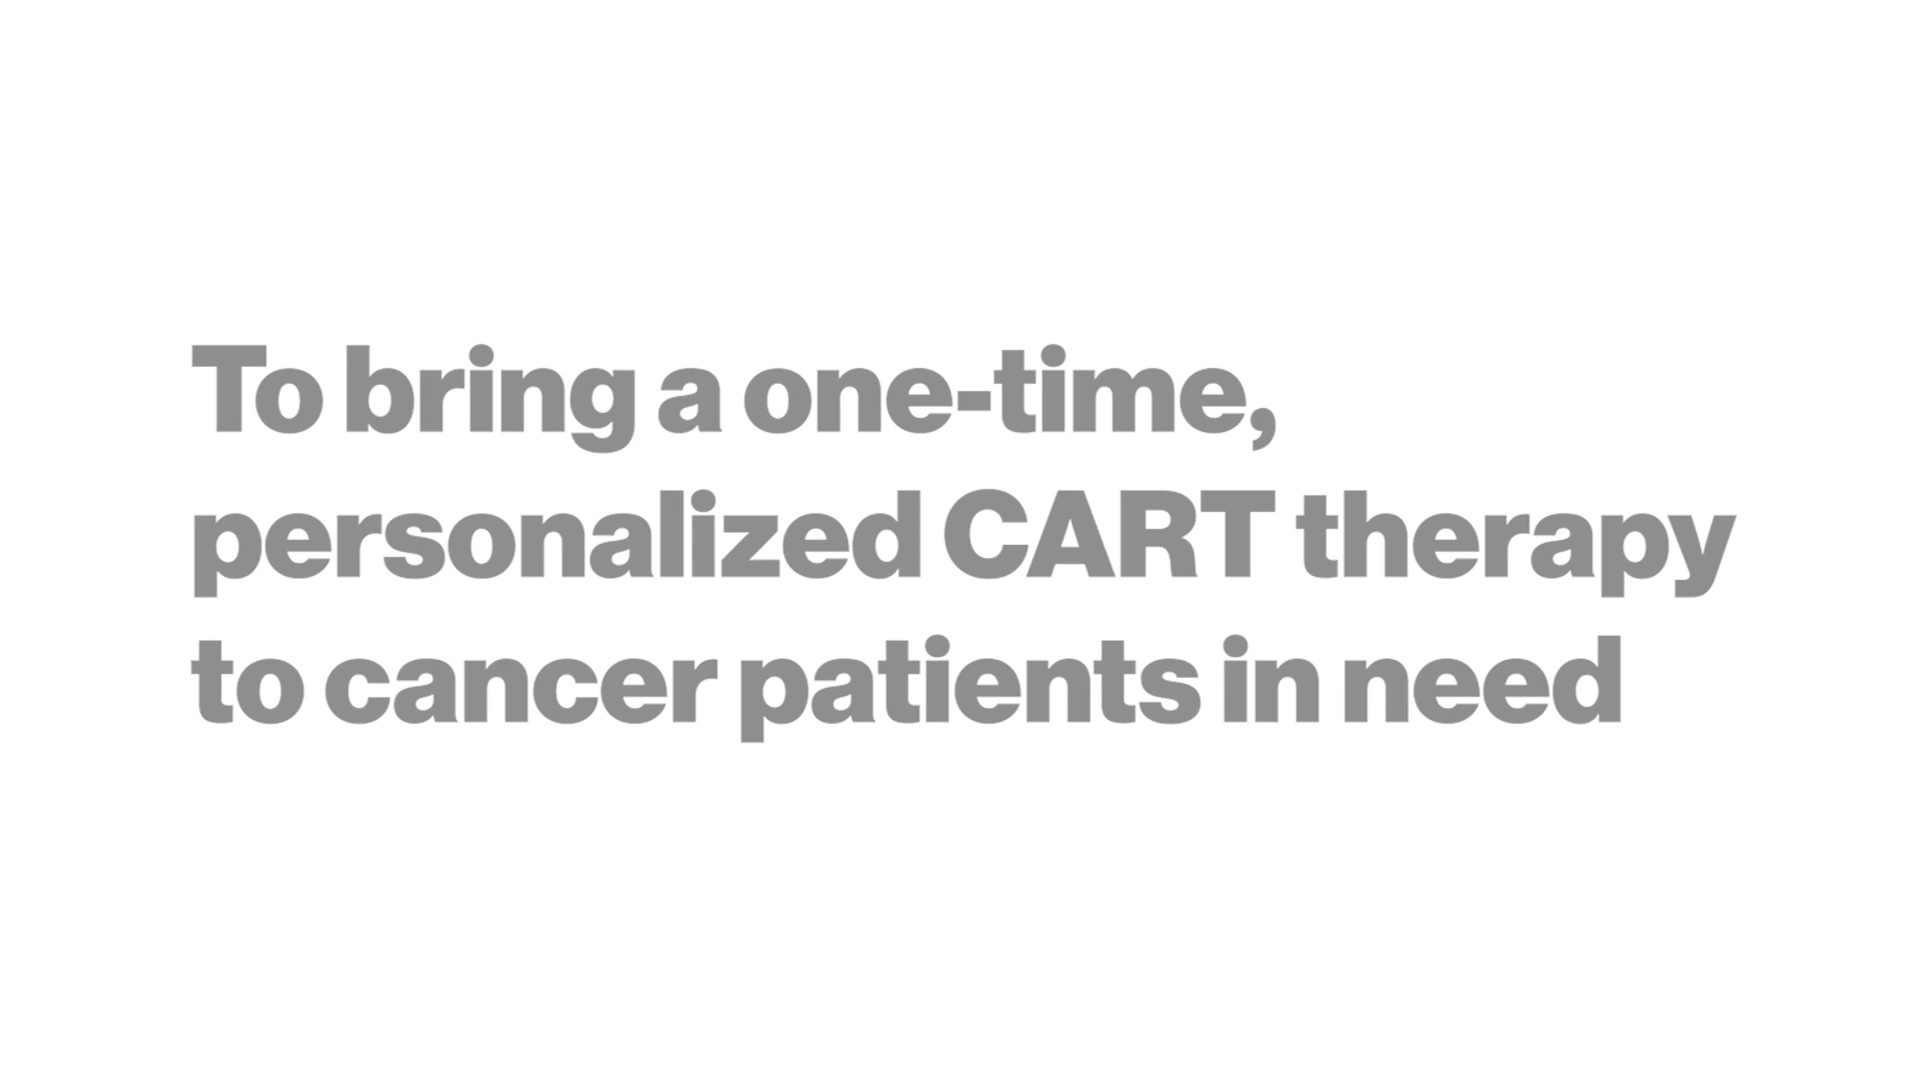 To bring a one-time,
personalized CART therapy
to cancer patients in need